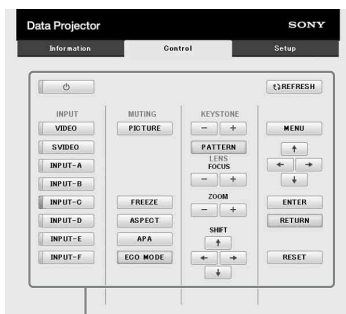 Data Projector SONY
Information Control Setup
REFRESH
INPUT MUTING KEYSTONE
VIDEO PICTURE - + MENU
SVIDEO PATTERN
LENS
INPUT-A FOCUS
INPUT-B - +
INPUT-C FREEZE ZOOM ENTER
- +
INPUT-D ASPECT RETURN
INPUT-E APA SHIFT
INPUT-F ECO MODE RESET